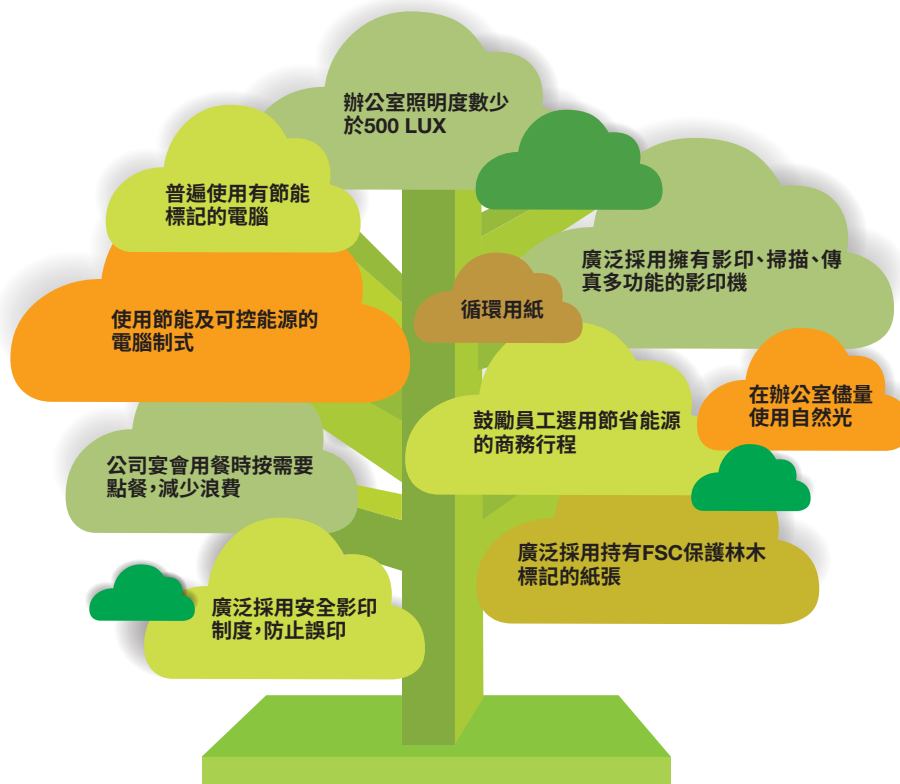 辦公室照明度數少
於500 LUX
普遍使用有節能
標記的電腦
廣泛採用擁有影印、掃描、傳
真多功能的影印機
循環用紙
使用節能及可控能源的
電腦制式
在辦公室儘量
使用自然光
鼓勵員工選用節省能源
的商務行程
公司宴會用餐時按需要
點餐，減少浪費
廣泛採用持有FSC保護林木
標記的紙張
廣泛採用安全影印
制度，防止誤印